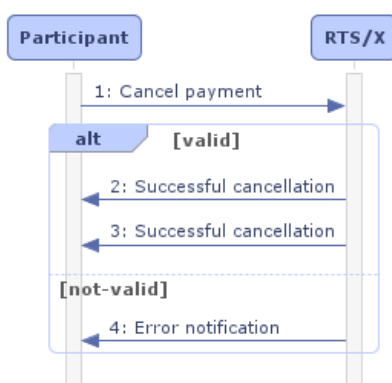 Participant RTS/X
1: Cancel payment
alt [valid]
2: Successful cancellation
3: Successful cancellation
[not-valid]
4: Error notification